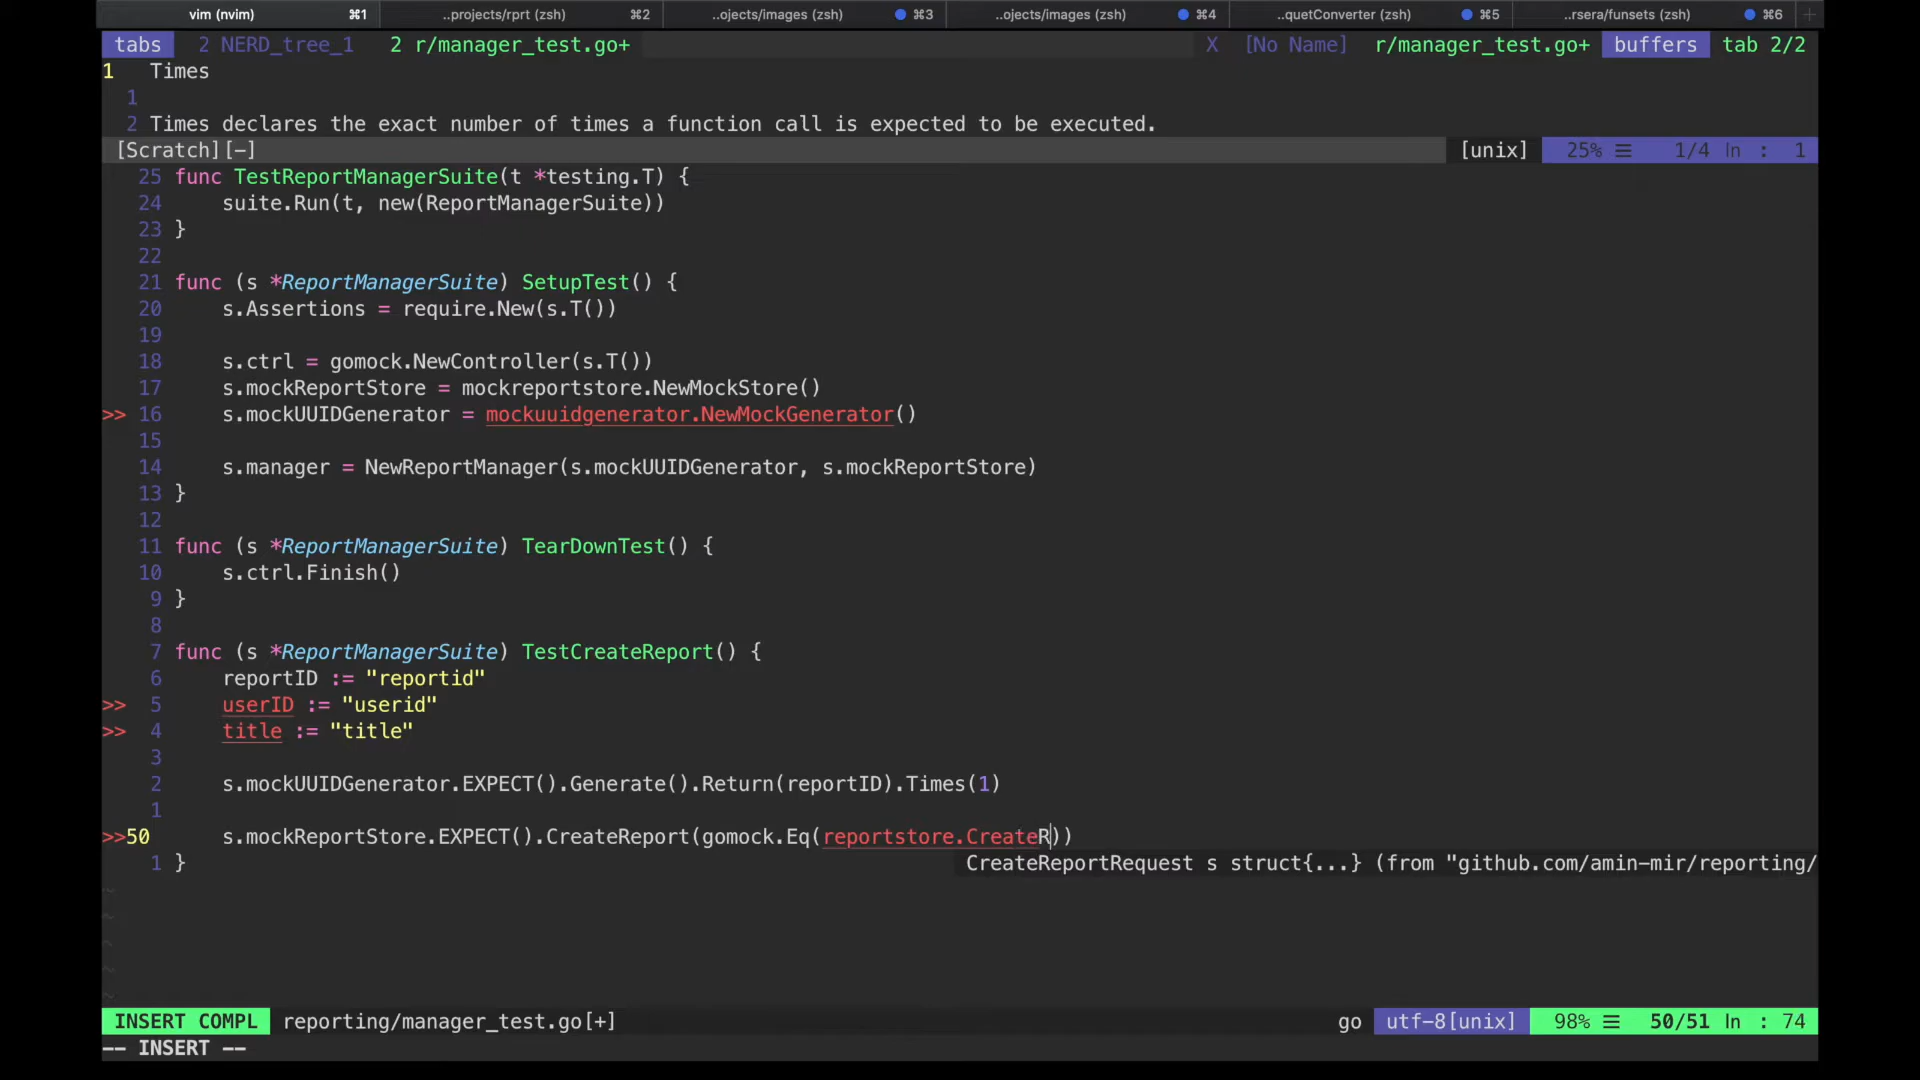 vim (nvim) ⌘1 ..projects/rprt (zsh) ⌘2 ..ojects/images (zsh) ⌘3 ..ojects/images (zsh) ⌘4 ..quetConverter (zsh) ⌘5 ..rsera/funsets (zsh) ⌘6 +
tabs 2 NERD_tree_1 2 r/manager_test.go+ X [No Name] r/manager_test.go+ buffers tab 2/2
1 Times
1
2 Times declares the exact number of times a function call is expected to be executed.
[Scratch][-] [unix] 25% ☰ 1/4 ln : 1
25 func TestReportManagerSuite(t *testing.T) {
24 suite.Run(t, new(ReportManagerSuite))
23 }
22
21 func (s *ReportManagerSuite) SetupTest() {
20 s.Assertions = require.New(s.T())
19
18 s.ctrl = gomock.NewController(s.T())
17 s.mockReportStore = mockreportstore.NewMockStore()
>> 16 s.mockUUIDGenerator = mockuuidgenerator.NewMockGenerator()
15
14 s.manager = NewReportManager(s.mockUUIDGenerator, s.mockReportStore)
13 }
12
11 func (s *ReportManagerSuite) TearDownTest() {
10 s.ctrl.Finish()
9 }
8
7 func (s *ReportManagerSuite) TestCreateReport() {
6 reportID := "reportid"
>> 5 userID := "userid"
>> 4 title := "title"
3
2 s.mockUUIDGenerator.EXPECT().Generate().Return(reportID).Times(1)
1
>>50 s.mockReportStore.EXPECT().CreateReport(gomock.Eq(reportstore.CreateR))
1 }
CreateReportRequest s struct{...} (from "github.com/amin-mir/reporting/
~
~
~
~
~
INSERT COMPL reporting/manager_test.go[+] go utf-8[unix] 98% ☰ 50/51 ln : 74
-- INSERT --